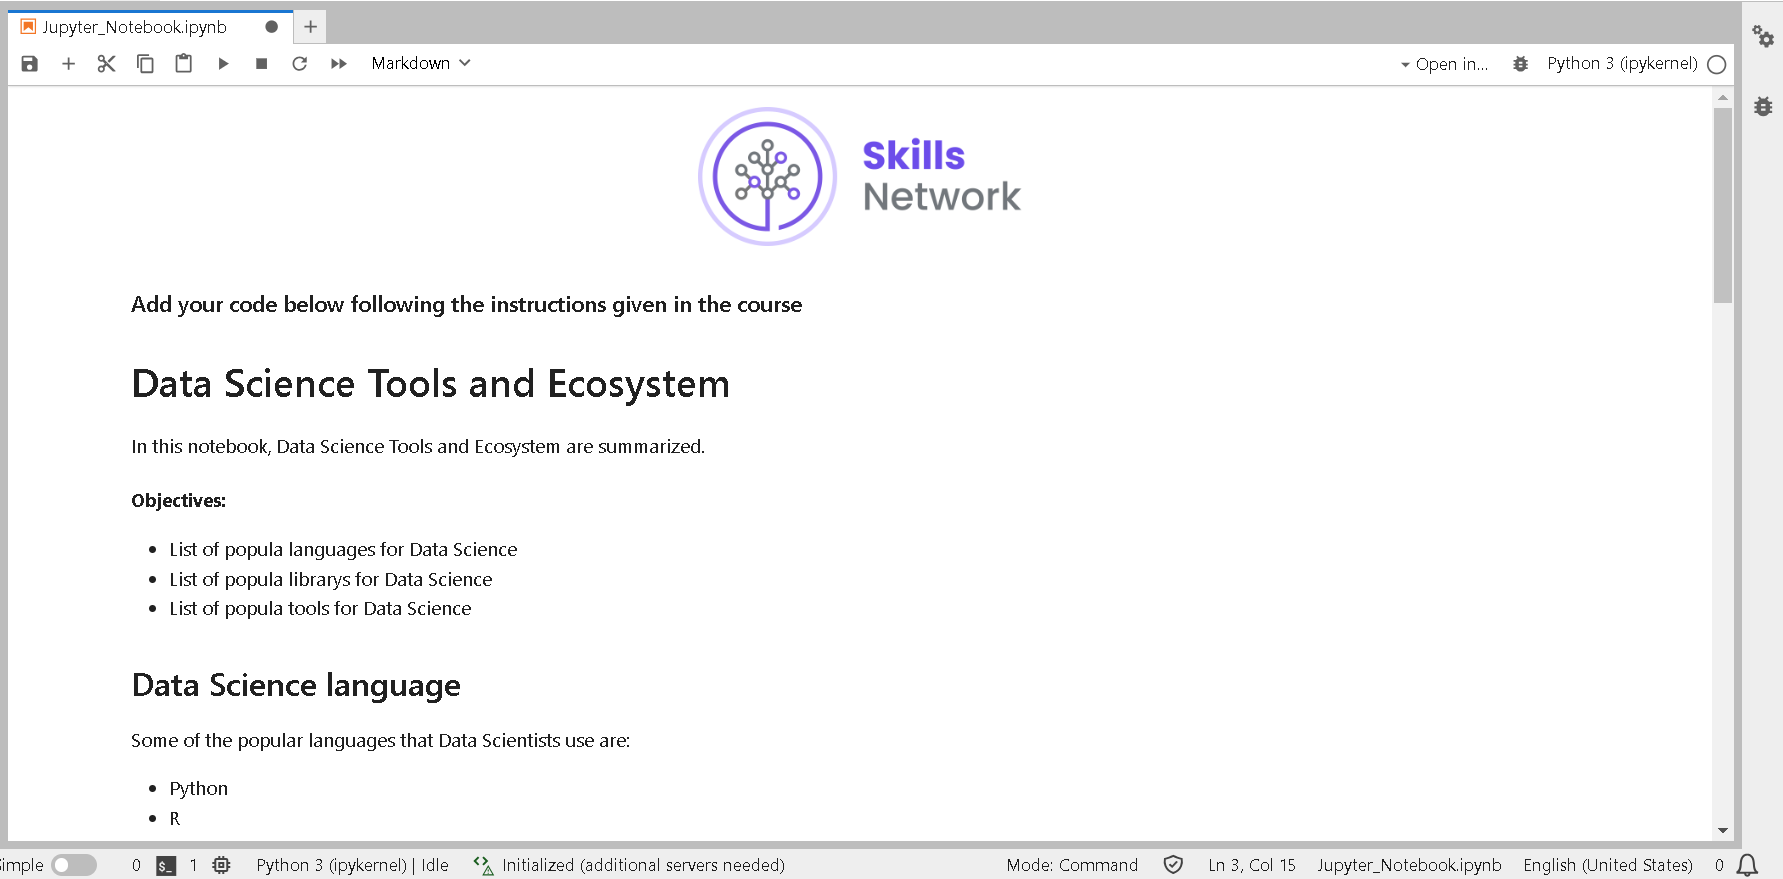 Jupyter_Notebook.ipynb
Markdown
Open in...
Python 3 (ipykernel)
Skills
Network
Add your code below following the instructions given in the course
Data Science Tools and Ecosystem
In this notebook, Data Science Tools and Ecosystem are summarized.
Objectives:
List of popula languages for Data Science
List of popula librarys for Data Science
List of popula tools for Data Science
Data Science language
Some of the popular languages that Data Scientists use are:
Python
R
imple 0 $_ 1 Python 3 (ipykernel) | Idle Initialized (additional servers needed) Mode: Command Ln 3, Col 15 Jupyter_Notebook.ipynb English (United States) 0